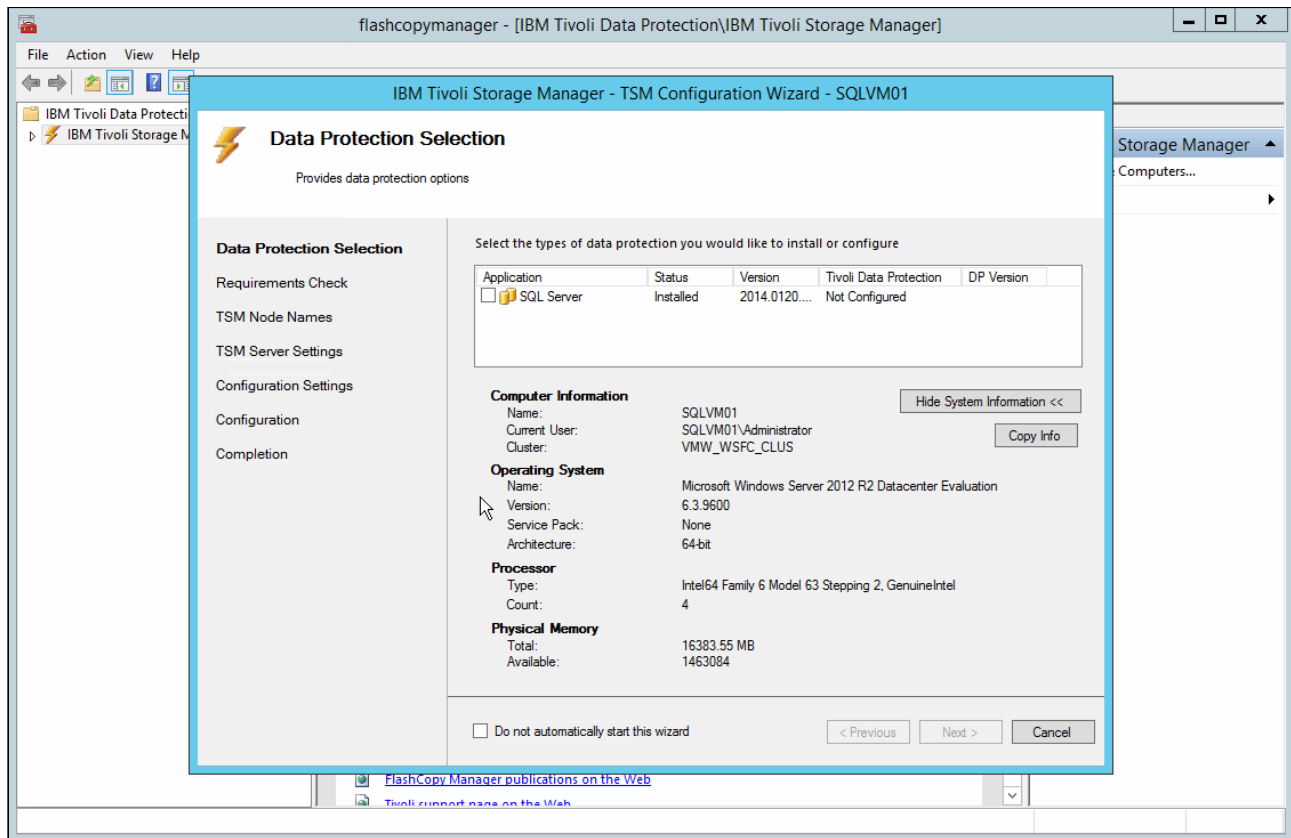 flashcopymanager - [IBM Tivoli Data Protection\IBM Tivoli Storage Manager]
File Action View Help
IBM Tivoli Data Protecti
IBM Tivoli Storage M
IBM Tivoli Storage Manager - TSM Configuration Wizard - SQLVM01
Data Protection Selection
Provides data protection options
Storage Manager
Computers...
Data Protection Selection
Requirements Check
TSM Node Names
TSM Server Settings
Configuration Settings
Configuration
Completion
Select the types of data protection you would like to install or configure
Application Status Version Tivoli Data Protection DP Version
SQL Server Installed 2014.0120.... Not Configured
Hide System Information <<
Copy Info
Computer Information
Name: SQLVM01
Current User: SQLVM01\Administrator
Cluster: VMW_WSFC_CLUS
Operating System
Name: Microsoft Windows Server 2012 R2 Datacenter Evaluation
Version: 6.3.9600
Service Pack: None
Architecture: 64-bit
Processor
Type: Intel64 Family 6 Model 63 Stepping 2, GenuineIntel
Count: 4
Physical Memory
Total: 16383.55 MB
Available: 1463084
Do not automatically start this wizard
< Previous Next > Cancel
FlashCopy Manager publications on the Web
Tivoli support page on the Web